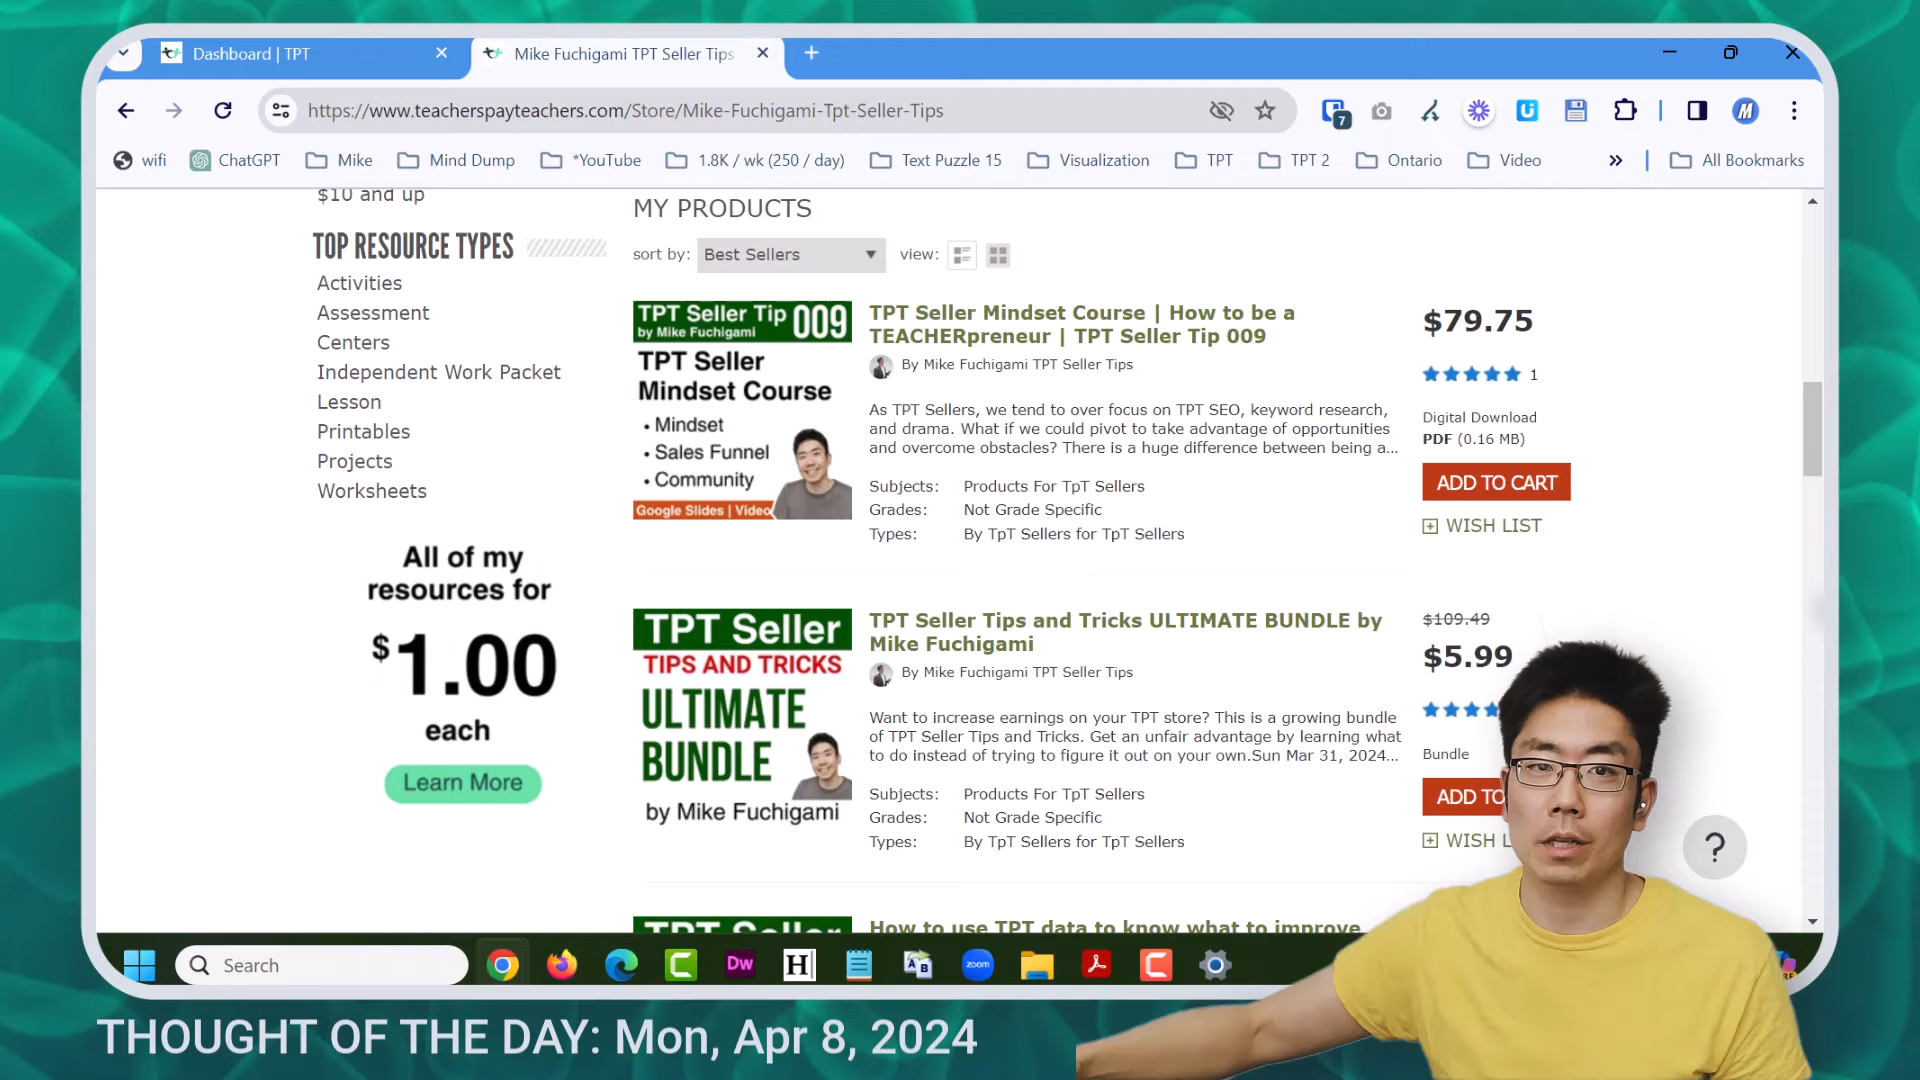 Dashboard | TPT
Mike Fuchigami TPT Seller Tips
https://www.teacherspayteachers.com/Store/Mike-Fuchigami-Tpt-Seller-Tips
7
wifi
ChatGPT
Mike
Mind Dump
*YouTube
1.8K / wk (250 / day)
Text Puzzle 15
Visualization
TPT
TPT 2
Ontario
Video
All Bookmarks
$10 and up
TOP RESOURCE TYPES
Activities
Assessment
Centers
Independent Work Packet
Lesson
Printables
Projects
Worksheets
All of my
resources for
$1.00
each
Learn More
MY PRODUCTS
sort by: Best Sellers view:
TPT Seller Tip 009
by Mike Fuchigami
TPT Seller
Mindset Course
• Mindset
• Sales Funnel
• Community
Google Slides | Video
TPT Seller Mindset Course | How to be a
TEACHERpreneur | TPT Seller Tip 009
By Mike Fuchigami TPT Seller Tips
As TPT Sellers, we tend to over focus on TPT SEO, keyword research,
and drama. What if we could pivot to take advantage of opportunities
and overcome obstacles? There is a huge difference between being a...
Subjects: Products For TpT Sellers
Grades: Not Grade Specific
Types: By TpT Sellers for TpT Sellers
$79.75
1
Digital Download
PDF (0.16 MB)
ADD TO CART
WISH LIST
TPT Seller
TIPS AND TRICKS
ULTIMATE
BUNDLE
by Mike Fuchigami
TPT Seller Tips and Tricks ULTIMATE BUNDLE by
Mike Fuchigami
By Mike Fuchigami TPT Seller Tips
Want to increase earnings on your TPT store? This is a growing bundle
of TPT Seller Tips and Tricks. Get an unfair advantage by learning what
to do instead of trying to figure it out on your own.Sun Mar 31, 2024...
Subjects: Products For TpT Sellers
Grades: Not Grade Specific
Types: By TpT Sellers for TpT Sellers
$109.49
$5.99
Bundle
ADD TO
WISH L
?
TPT Seller
How to use TPT data to know what to improve
Search
Dw
H
A B
zoom
THOUGHT OF THE DAY: Mon, Apr 8, 2024